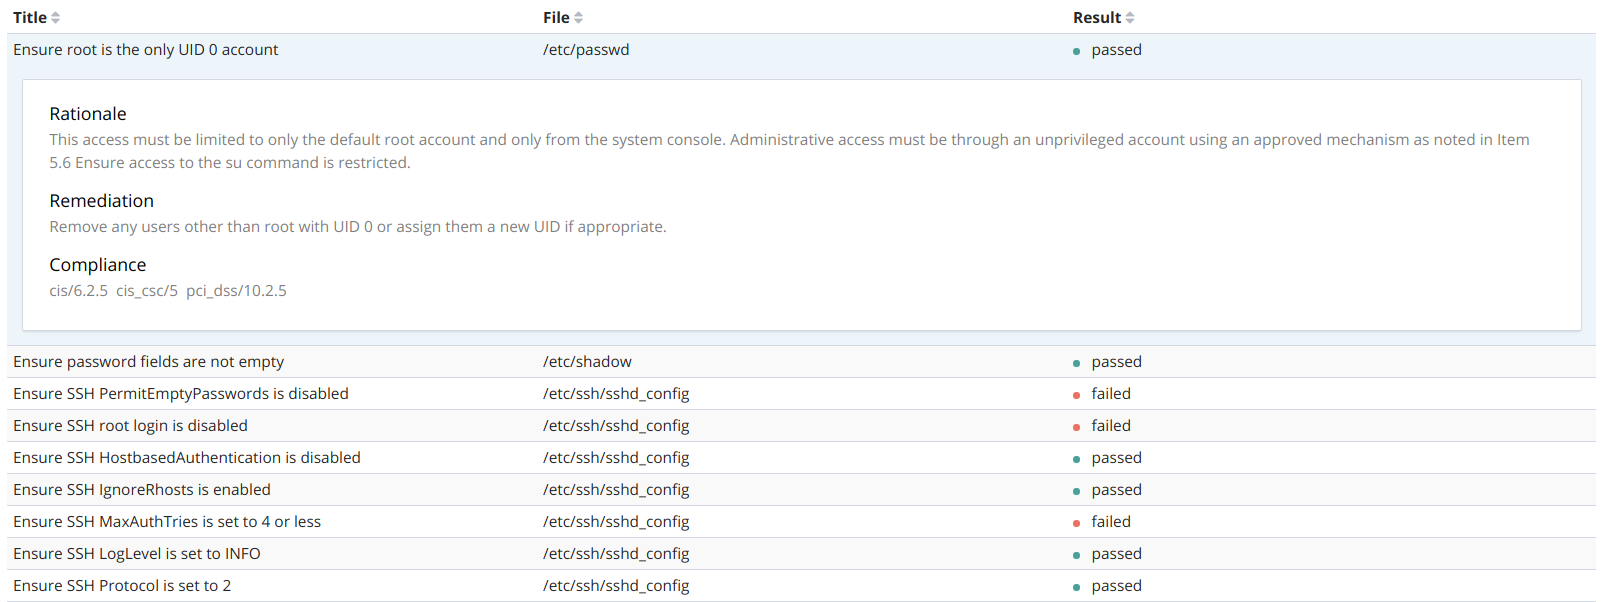 Title File Result
Ensure root is the only UID 0 account /etc/passwd passed
Rationale
This access must be limited to only the default root account and only from the system console. Administrative access must be through an unprivileged account using an approved mechanism as noted in Item
5.6 Ensure access to the su command is restricted.
Remediation
Remove any users other than root with UID 0 or assign them a new UID if appropriate.
Compliance
cis/6.2.5 cis_csc/5 pci_dss/10.2.5
Ensure password fields are not empty /etc/shadow passed
Ensure SSH PermitEmptyPasswords is disabled /etc/ssh/sshd_config failed
Ensure SSH root login is disabled /etc/ssh/sshd_config failed
Ensure SSH HostbasedAuthentication is disabled /etc/ssh/sshd_config passed
Ensure SSH IgnoreRhosts is enabled /etc/ssh/sshd_config passed
Ensure SSH MaxAuthTries is set to 4 or less /etc/ssh/sshd_config failed
Ensure SSH LogLevel is set to INFO /etc/ssh/sshd_config passed
Ensure SSH Protocol is set to 2 /etc/ssh/sshd_config passed